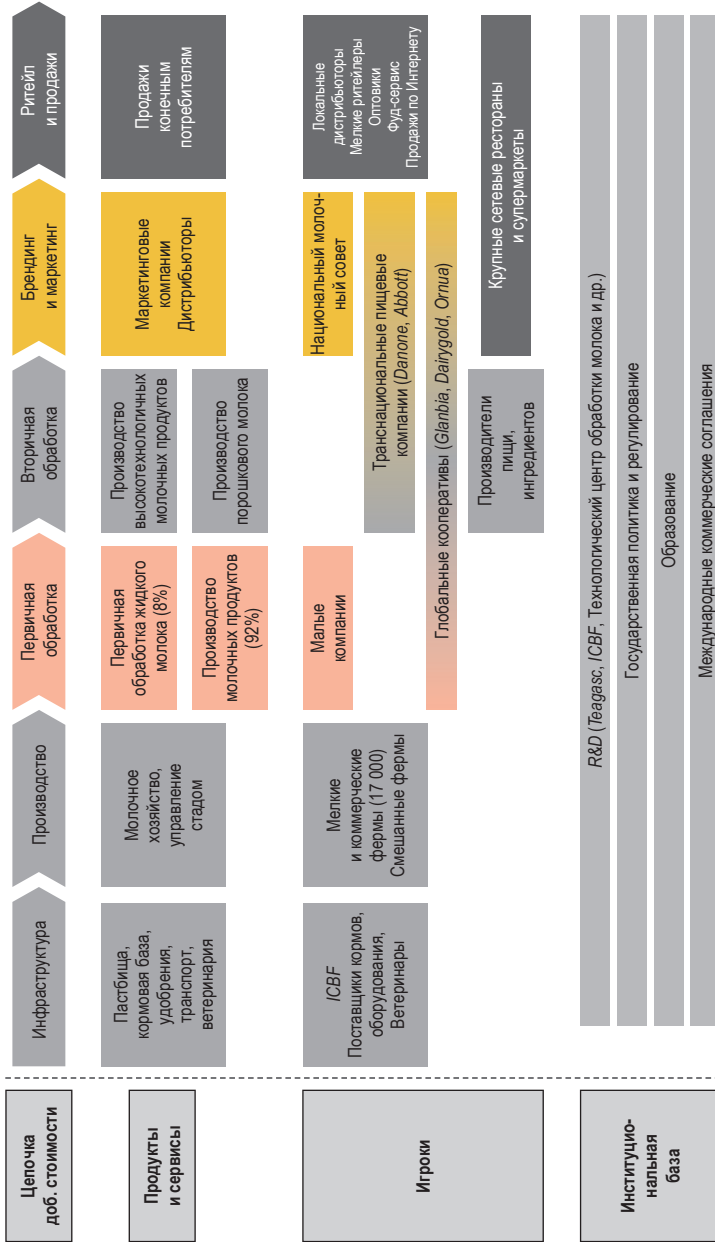 Цепочка
доб. стоимости
Инфраструктура
Производство
Первичная
обработка
Вторичная
обработка
Брендинг
и маркетинг
Ритейл
и продажи
Продукты
и сервисы
Пастбища,
кормовая база,
удобрения,
транспорт,
ветеринария
Молочное
хозяйство,
управление
стадом
Первичная
обработка жидкого
молока (8%)
Производство
молочных продуктов
(92%)
Производство
высокотехнологичных
молочных продуктов
Производство
порошкового молока
Маркетинговые
компании
Дистрибьюторы
Продажи
конечным
потребителям
Игроки
ICBF
Поставщики кормов,
оборудования,
Ветеринары
Мелкие
и коммерческие
фермы (17 000)
Смешанные фермы
Малые
компании
Национальный молоч-
ный совет
Транснациональные пищевые
компании (Danone, Abbott)
Глобальные кооперативы (Glanbia, Dairygold, Ornua)
Производители
пищи,
ингредиентов
Локальные
дистрибьюторы
Мелкие ритейлеры
Оптовики
Фуд-сервис
Продажи по Интернету
Крупные сетевые рестораны
и супермаркеты
Институцио-
нальная
база
R&D (Teagasc, ICBF, Технологический центр обработки молока и др.)
Государственная политика и регулирование
Образование
Международные коммерческие соглашения